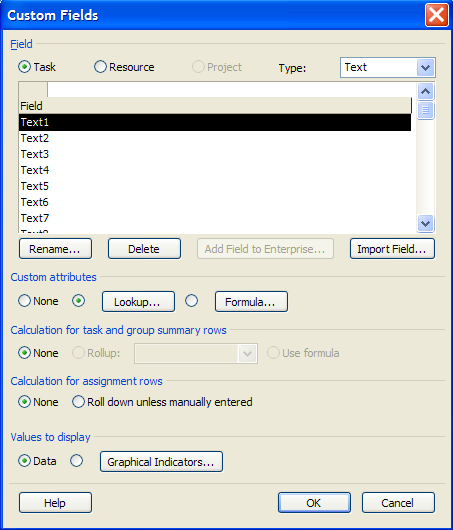 Custom Fields
Field
Task Resource Project Type: Text
Field
Text1
Text2
Text3
Text4
Text5
Text6
Text7
Rename... Delete Add Field to Enterprise... Import Field...
Custom attributes
None Lookup... Formula...
Calculation for task and group summary rows
None Rollup: Use formula
Calculation for assignment rows
None Roll down unless manually entered
Values to display
Data Graphical Indicators...
Help OK Cancel